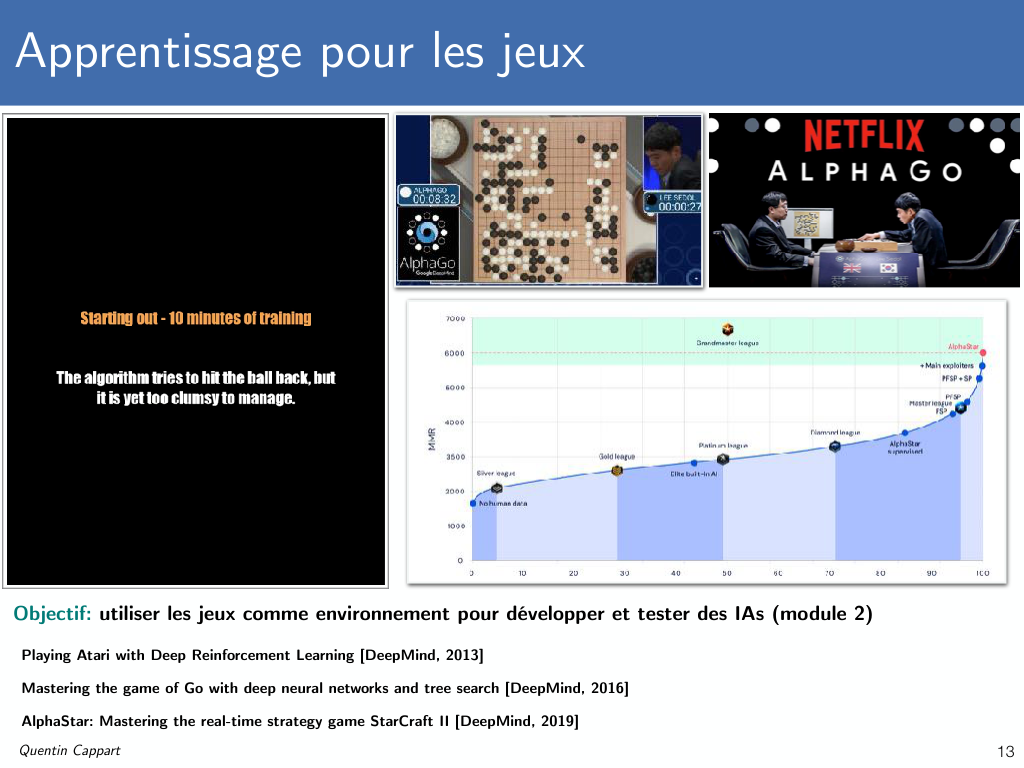 Apprentissage pour les jeux
Starting out - 10 minutes of training
The algorithm tries to hit the ball back, but
it is yet too clumsy to manage.
ALPHAGO
00:08:32
AlphaGo
Google DeepMind
LEE SEDOL
00:00:27
NETFLIX
ALPHAGO
7000
6000
6000
4000
3500
2000
1000
0
MMR
0 10 20 30 40 50 60 70 80 90 100
Grandmaster league
AlphaStar
+ Main exploiters
PFSP + SP
PFSP
Master league
FSP
AlphaStar
supervised
Diamond league
Platinum league
Elite built-in AI
Gold league
Silver league
No human data
Objectif: utiliser les jeux comme environnement pour développer et tester des IAs (module 2)
Playing Atari with Deep Reinforcement Learning [DeepMind, 2013]
Mastering the game of Go with deep neural networks and tree search [DeepMind, 2016]
AlphaStar: Mastering the real-time strategy game StarCraft II [DeepMind, 2019]
Quentin Cappart
13